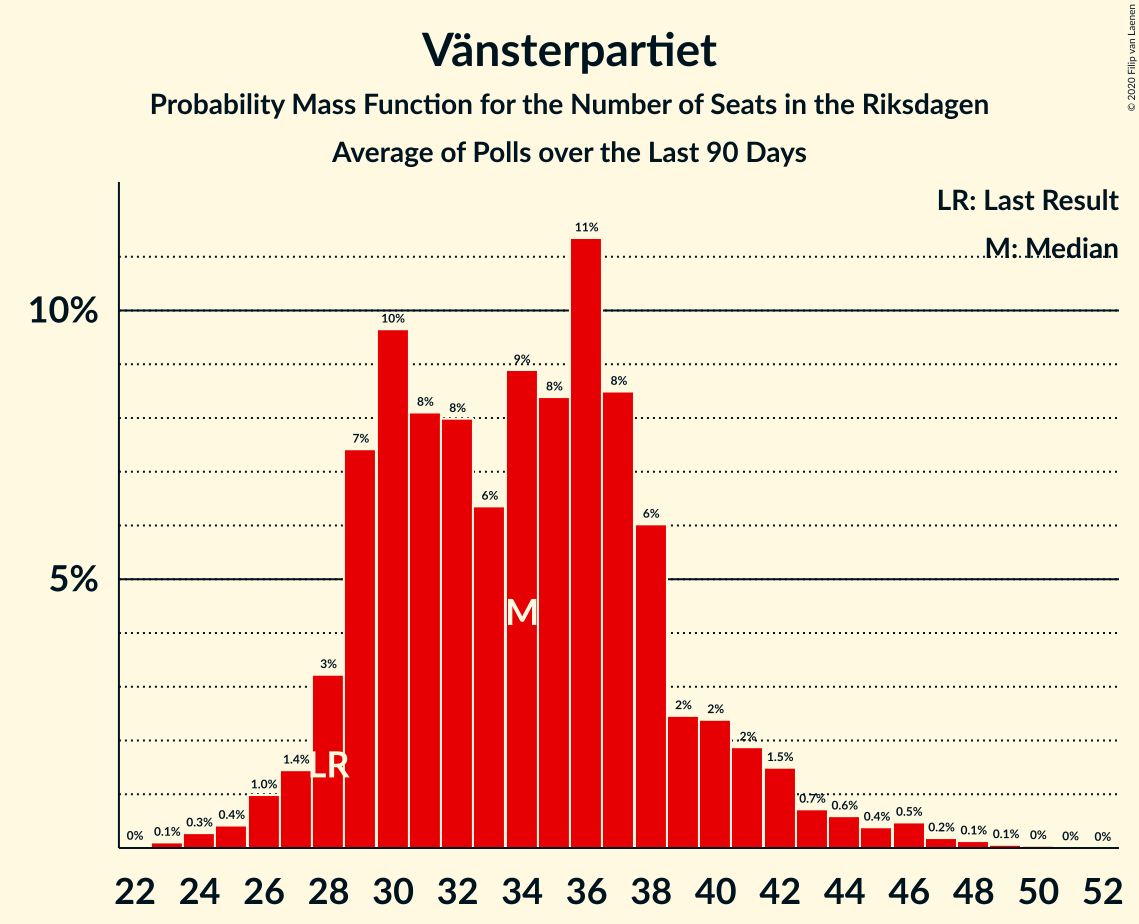 Vänsterpartiet
Probability Mass Function for the Number of Seats in the Riksdagen
Average of Polls over the Last 90 Days
© 2020 Filip van Laenen
LR: Last Result
M: Median
10%
5%
0% 0.1% 0.3% 0.4% 1.0% 1.4% 3% 7% 10% 8% 8% 6% 9% 8% 11% 8% 6% 2% 2% 2% 1.5% 0.7% 0.6% 0.4% 0.5% 0.2% 0.1% 0.1% 0% 0% 0%
LR
M
22 24 26 28 30 32 34 36 38 40 42 44 46 48 50 52